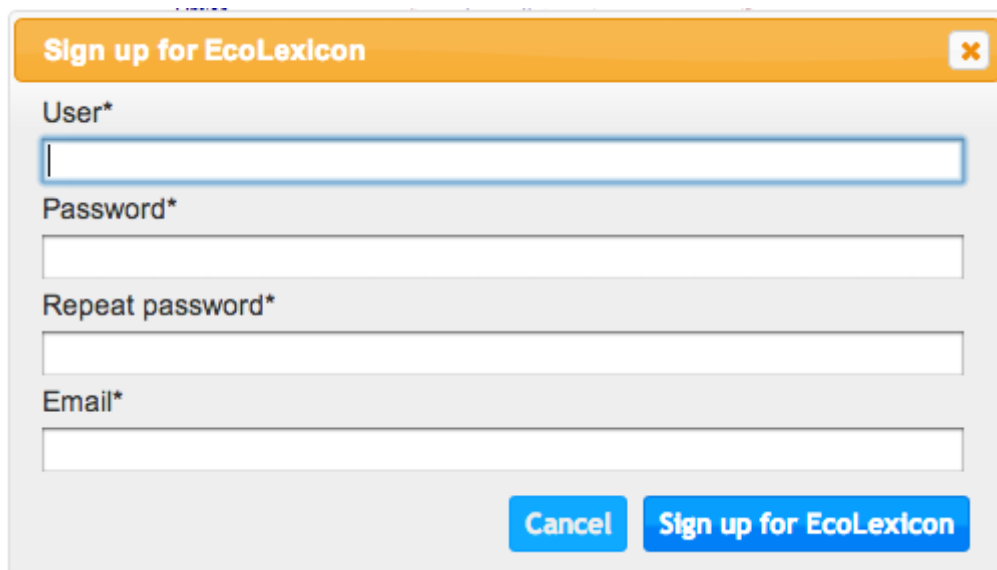 Sign up for EcoLexicon
User*
Password*
Repeat password*
Email*
Cancel Sign up for EcoLexicon